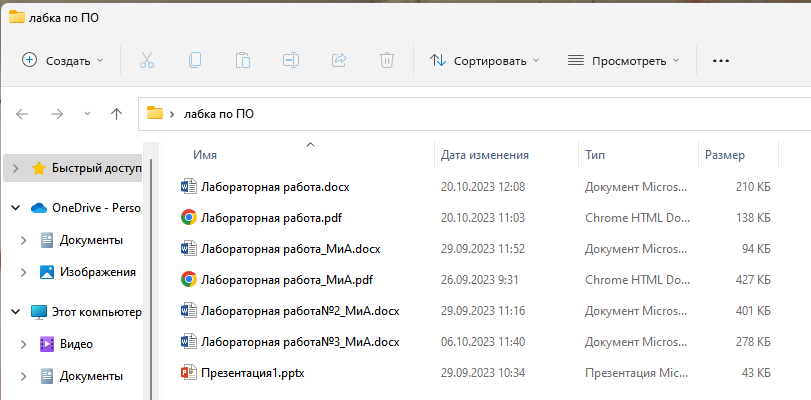 лабка по ПО
Создать
Сортировать
Просмотреть
лабка по ПО
Имя Дата изменения Тип Размер
Быстрый доступ
OneDrive - Perso
Документы
Изображения
Этот компьютер
Видео
Документы
Лабораторная работа.docx 20.10.2023 12:08 Документ Micros... 210 КБ
Лабораторная работа.pdf 20.10.2023 11:03 Chrome HTML Do... 138 КБ
Лабораторная работа_МиА.docx 29.09.2023 11:52 Документ Micros... 94 КБ
Лабораторная работа_МиА.pdf 26.09.2023 9:31 Chrome HTML Do... 427 КБ
Лабораторная работа№2_МиА.docx 29.09.2023 11:16 Документ Micros... 401 КБ
Лабораторная работа№3_МиА.docx 06.10.2023 11:40 Документ Micros... 278 КБ
Презентация1.pptx 29.09.2023 10:34 Презентация Mic... 43 КБ